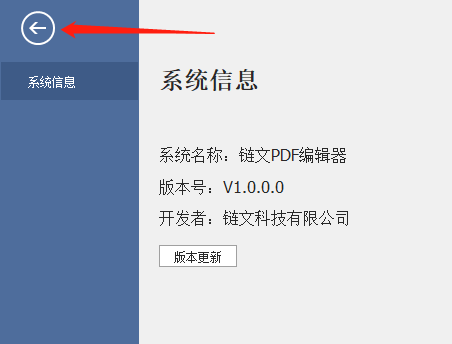 系统信息
系统信息
系统名称：链文PDF编辑器
版本号：V1.0.0.0
开发者：链文科技有限公司
版本更新